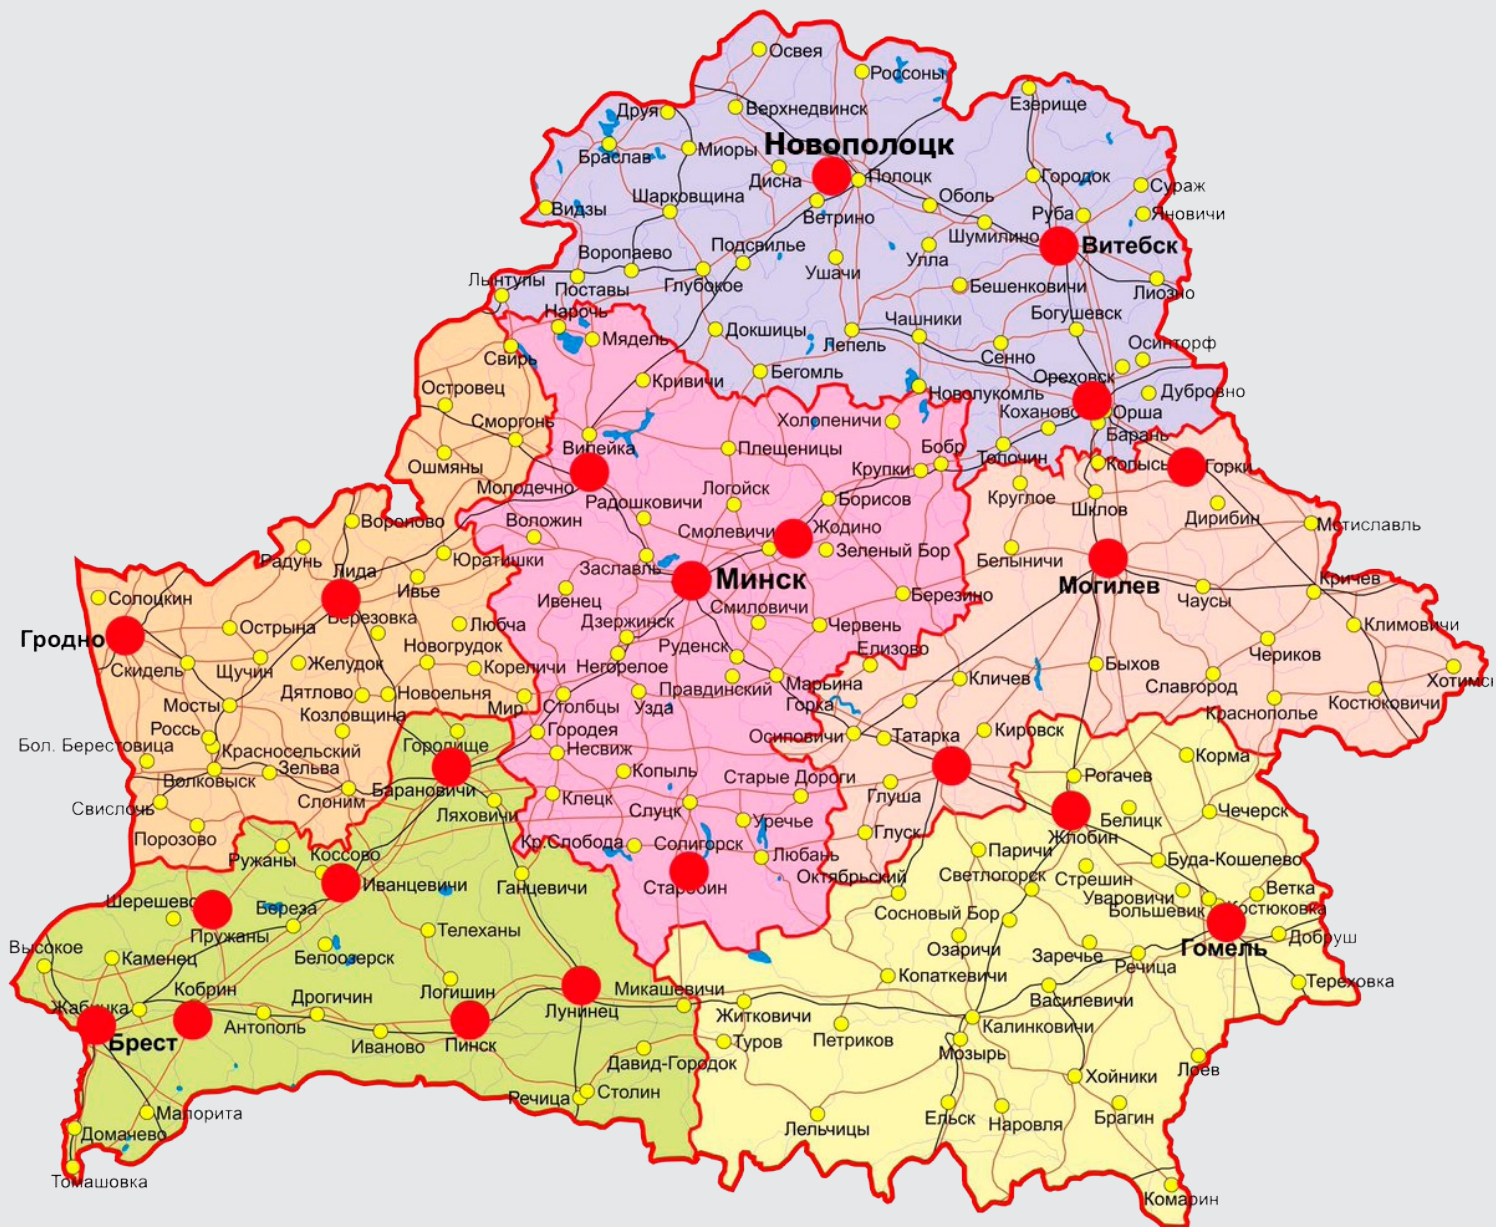 Освея
Россоны
Езерище
Друя
Верхнедвинск
Новополоцк
Браслав
Миоры
Дисна
Полоцк
Городок
Сураж
Шарковщина
Оболь
Видзы
Ветрино
Руба
Яновичи
Шумилино
Витебск
Подсвилье
Воропаево
Улла
Ушачи
Лынтупы
Поставы
Глубокое
Бешенковичи
Лиозно
Нарочь
Чашники
Богушевск
Докшицы
Мядель
Лепель
Осинторф
Свирь
Сенно
Бегомль
Ореховск
Кривичи
Островец
Новолукомль
Дубровно
Коханово
Орша
Сморгонь
Холопеничи
Барань
Вилейка
Плещеницы
Бобр
Толочин
Ошмяны
Крупки
Копысь
Горки
Молодечно
Логойск
Радошковичи
Борисов
Круглое
Шклов
Дирибин
Вороново
Воложин
Смолевичи
Жодино
Мстиславль
Радунь
Юратишки
Зеленый Бор
Белыничи
Лида
Заславль
Минск
Могилев
Кричев
Солоцкин
Ивье
Ивенец
Березино
Чаусы
Смиловичи
Березовка
Гродно
Острына
Любча
Дзержинск
Червень
Климовичи
Новогрудок
Руденск
Елизово
Чериков
Скидель
Щучин
Желудок
Кореличи
Негорелое
Быхов
Кличев
Марьина
Горка
Славгород
Хотимс
Дятлово
Новоельня
Правдинский
Мосты
Мир
Столбцы
Узда
Костюковичи
Козловщина
Краснополье
Россь
Городея
Осиповичи
Татарка
Кировск
Бол. Берестовица
Красносельский
Городище
Несвиж
Корма
Зельва
Копыль
Старые Дороги
Рогачев
Волковыск
Барановичи
Глуша
Слоним
Клецк
Свислочь
Ляховичи
Слуцк
Уречье
Белицк
Чечерск
Порозово
Глуск
Жлобин
Кр.Слобода
Солигорск
Паричи
Ружаны
Коссово
Любань
Буда-Кошелево
Светлогорск
Стрешин
Октябрьский
Иванцевичи
Ганцевичи
Старобин
Ветка
Уваровичи
Шерешево
Береза
Сосновый Бор
Большевик
Костюковка
Пружаны
Телеханы
Добруш
Высокое
Озаричи
Гомель
Каменец
Белоозерск
Заречье
Речица
Копаткевичи
Тереховка
Кобрин
Логишин
Микашевичи
Дрогичин
Василевичи
Жабинка
Лунинец
Житковичи
Антополь
Калинковичи
Брест
Иваново
Пинск
Туров
Петриков
Мозырь
Давид-Городок
Лоев
Хойники
Речица
Столин
Малорита
Ельск
Брагин
Лельчицы
Наровля
Домачево
Томашовка
Комарин